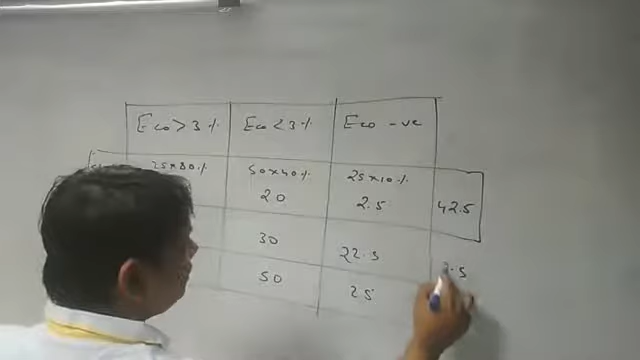 Eco > 3% Eco < 3% Eco -ve
25 x 80% 50 x 40% 25 x 10%
20 2.5 42.5
30 22.5
50 25